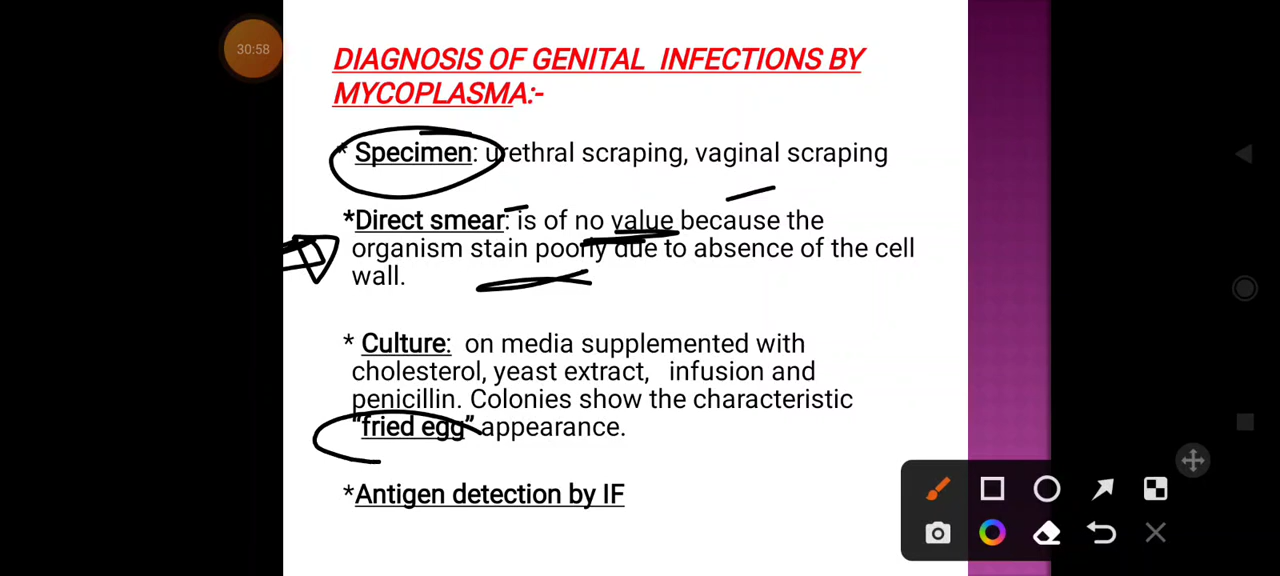 30:58
DIAGNOSIS OF GENITAL INFECTIONS BY
MYCOPLASMA:-
* Specimen: urethral scraping, vaginal scraping
*Direct smear: is of no value because the
organism stain poorly due to absence of the cell
wall.
* Culture: on media supplemented with
cholesterol, yeast extract, infusion and
penicillin. Colonies show the characteristic
"fried egg" appearance.
*Antigen detection by IF